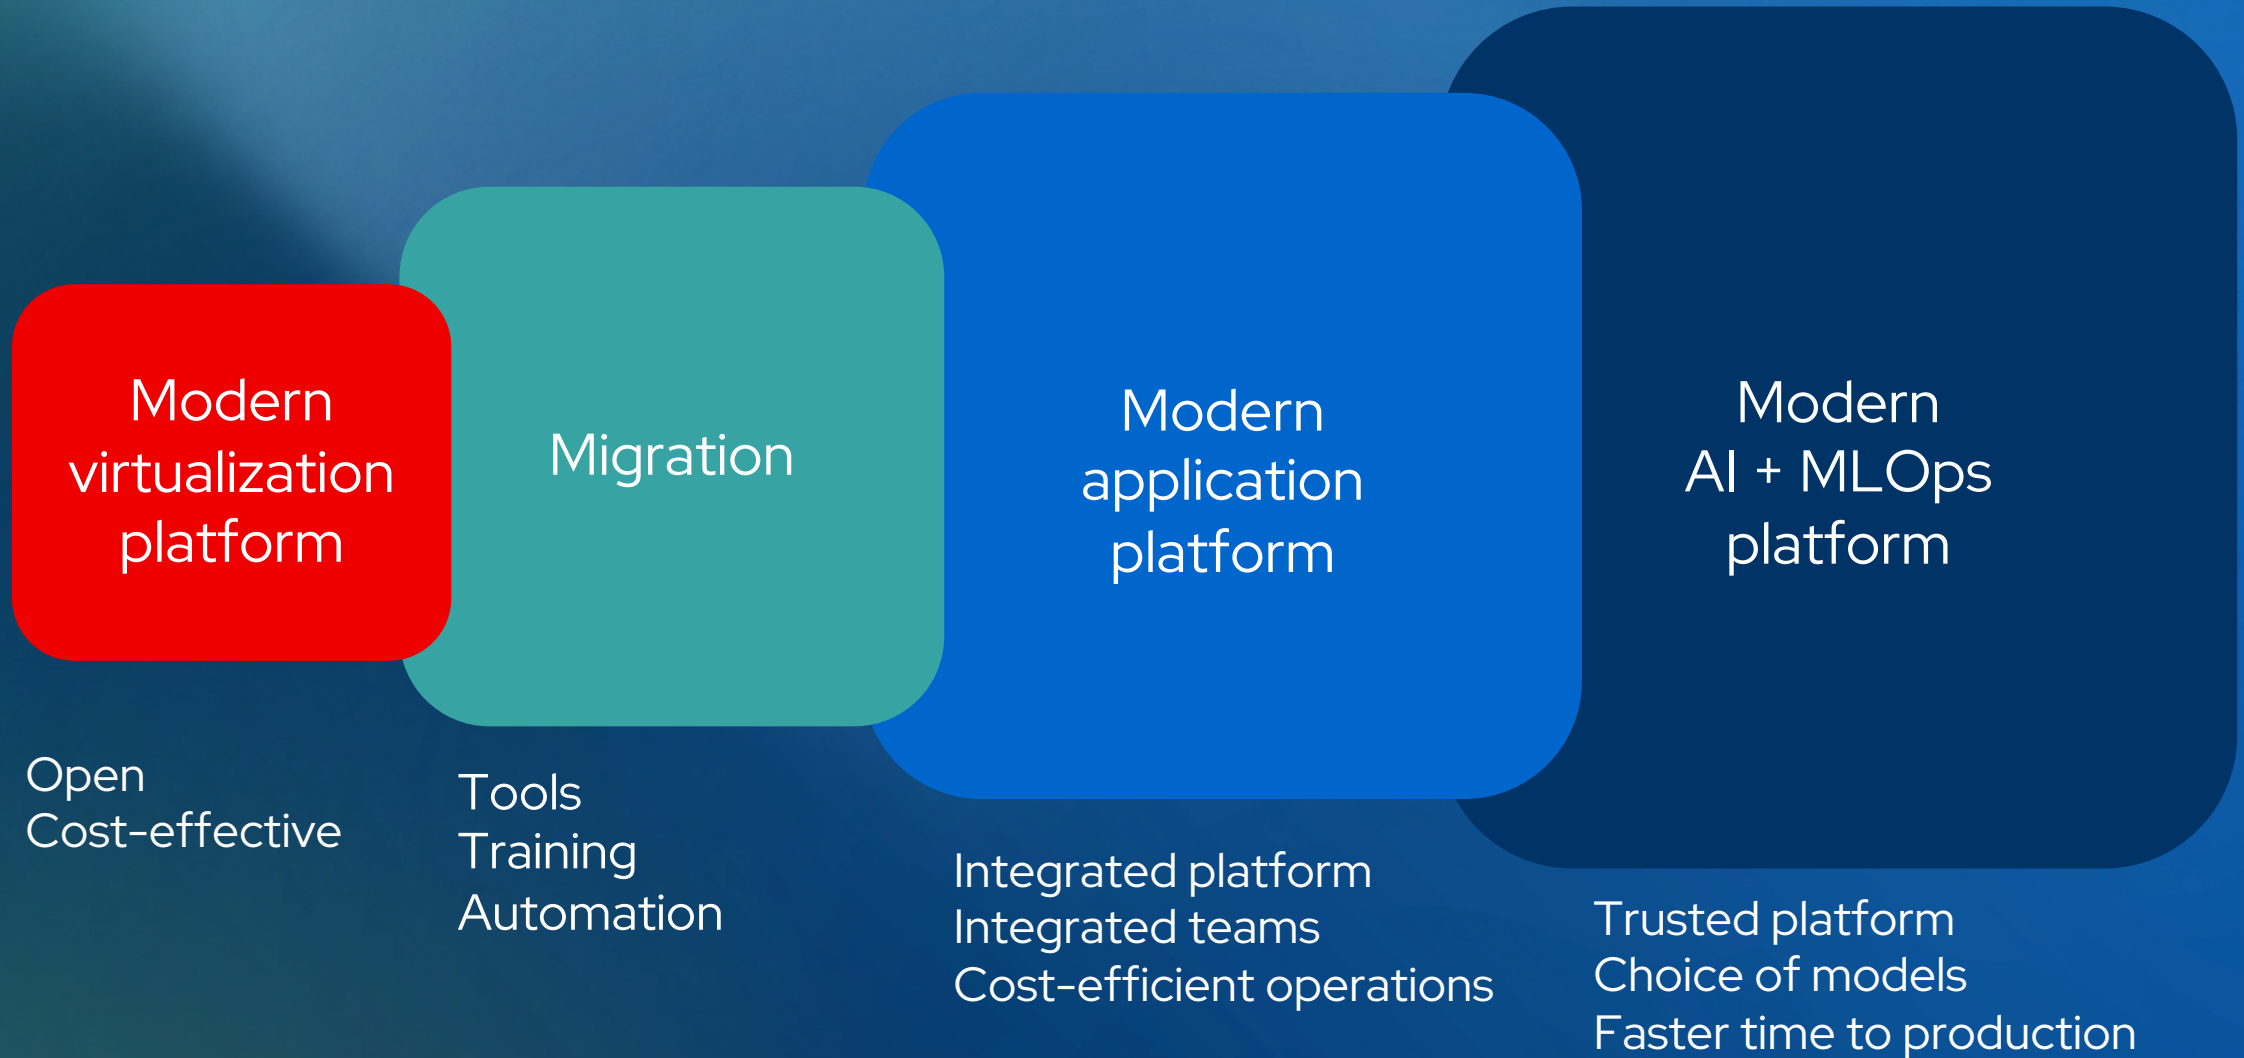 Modern
virtualization
platform
Open
Cost-effective
Migration
Tools
Training
Automation
Modern
application
platform
Integrated platform
Integrated teams
Cost-efficient operations
Modern
AI + MLOps
platform
Trusted platform
Choice of models
Faster time to production